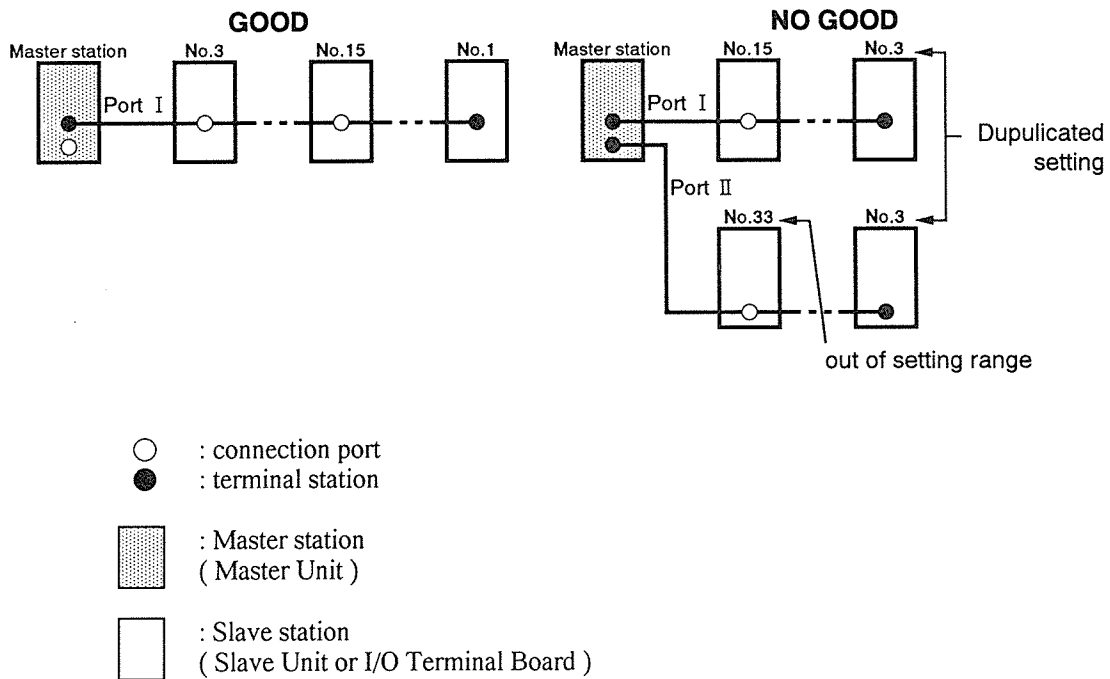 GOOD
Master station
No.3
No.15
No.1
Port I
NO GOOD
Master station
No.15
No.3
Port I
Dupulicated
setting
Port II
No.33
No.3
out of setting range
: connection port
: terminal station
: Master station
( Master Unit )
: Slave station
( Slave Unit or I/O Terminal Board )